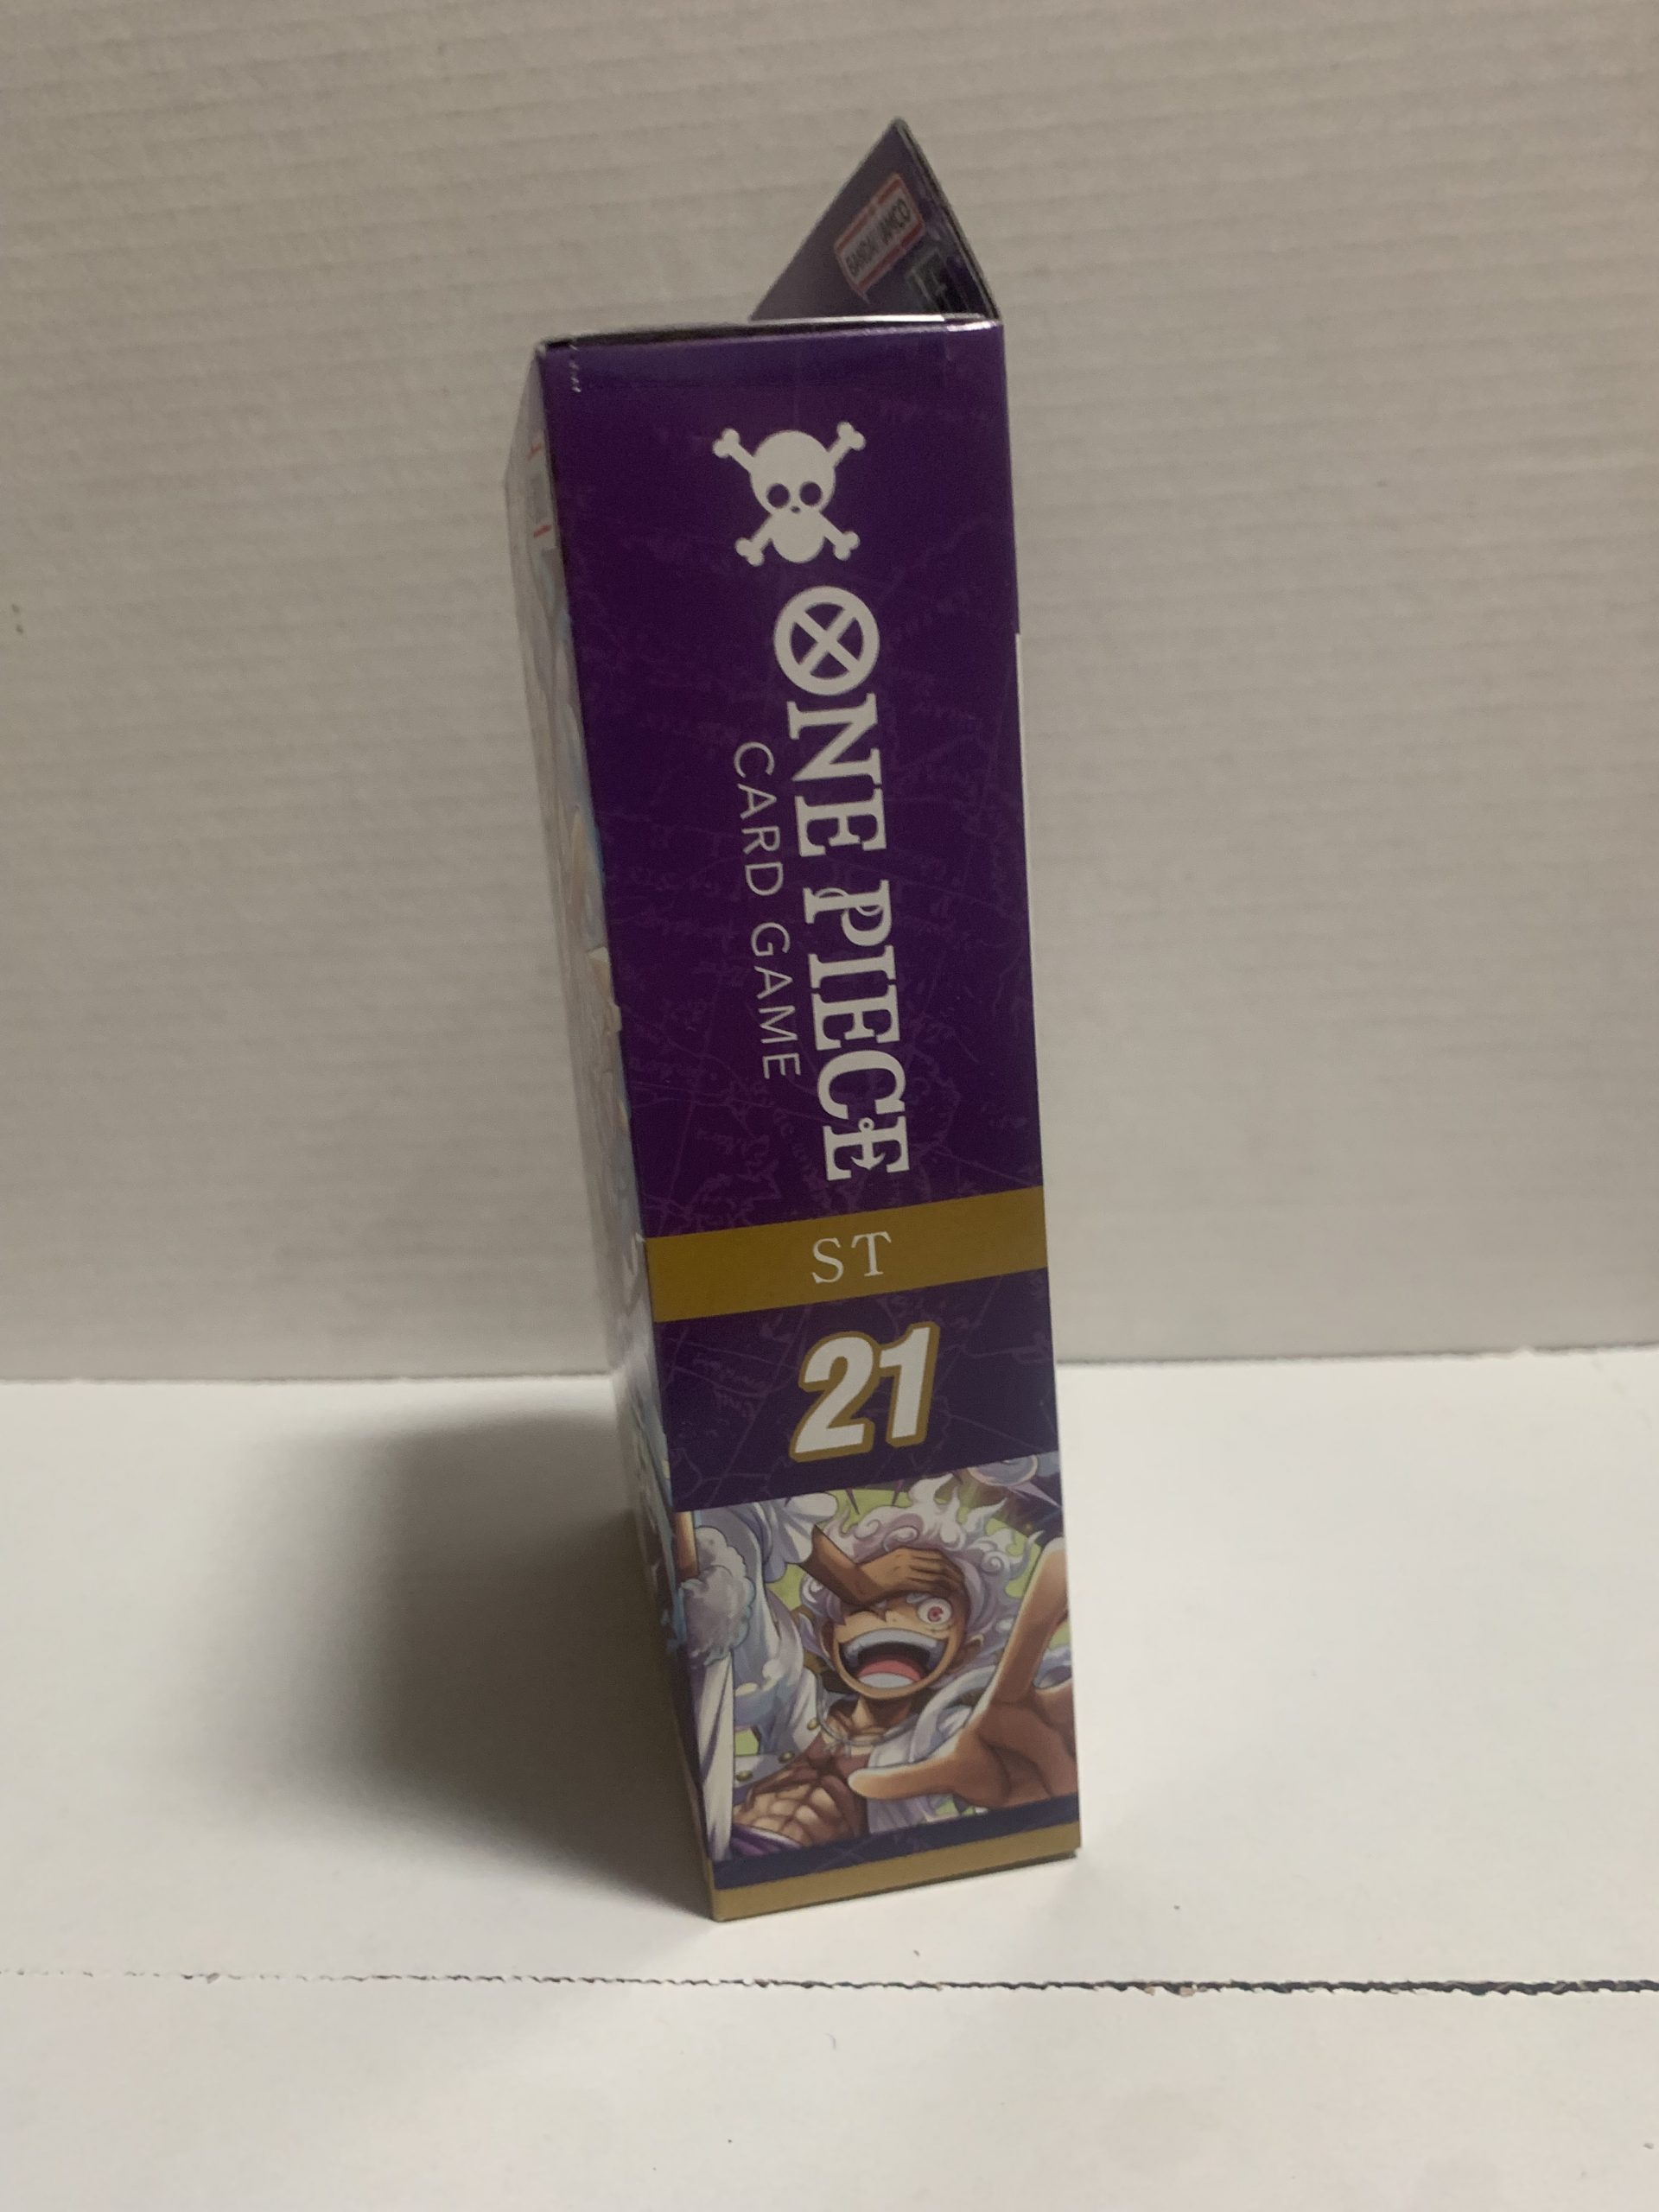 BANDAI NAMCO
ONE PIECE
CARD GAME
ST
21